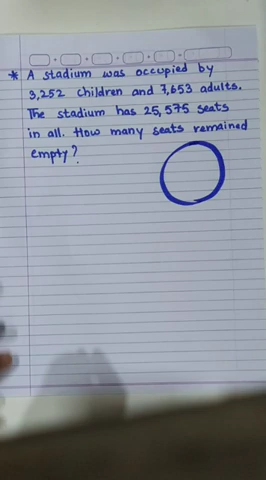 * A stadium was occupied by
3,252 children and 7,653 adults.
The stadium has 25,575 seats
in all. How many seats remained
empty?